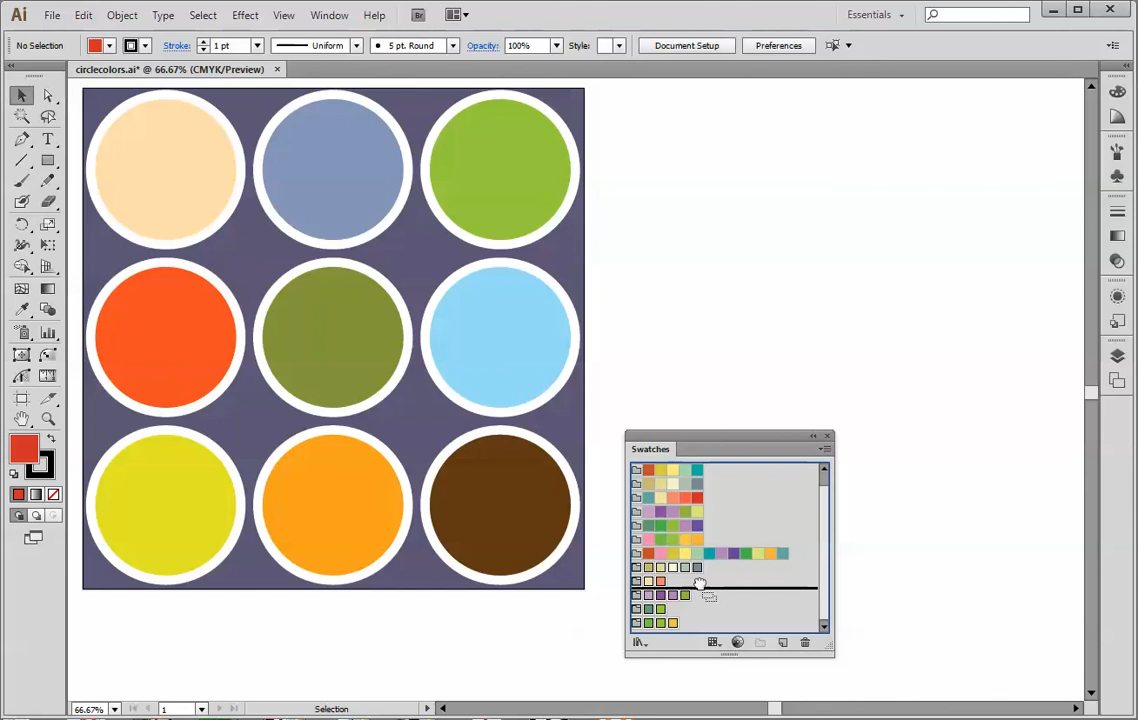 Ai File Edit Object Type Select Effect View Window Help Br Essentials
No Selection Stroke: 1 pt Uniform 5 pt. Round Opacity: 100% Style: Document Setup Preferences
circlecolors.ai* @ 66.67% (CMYK/Preview) ×
T
Swatches
66.67% 1 Selection